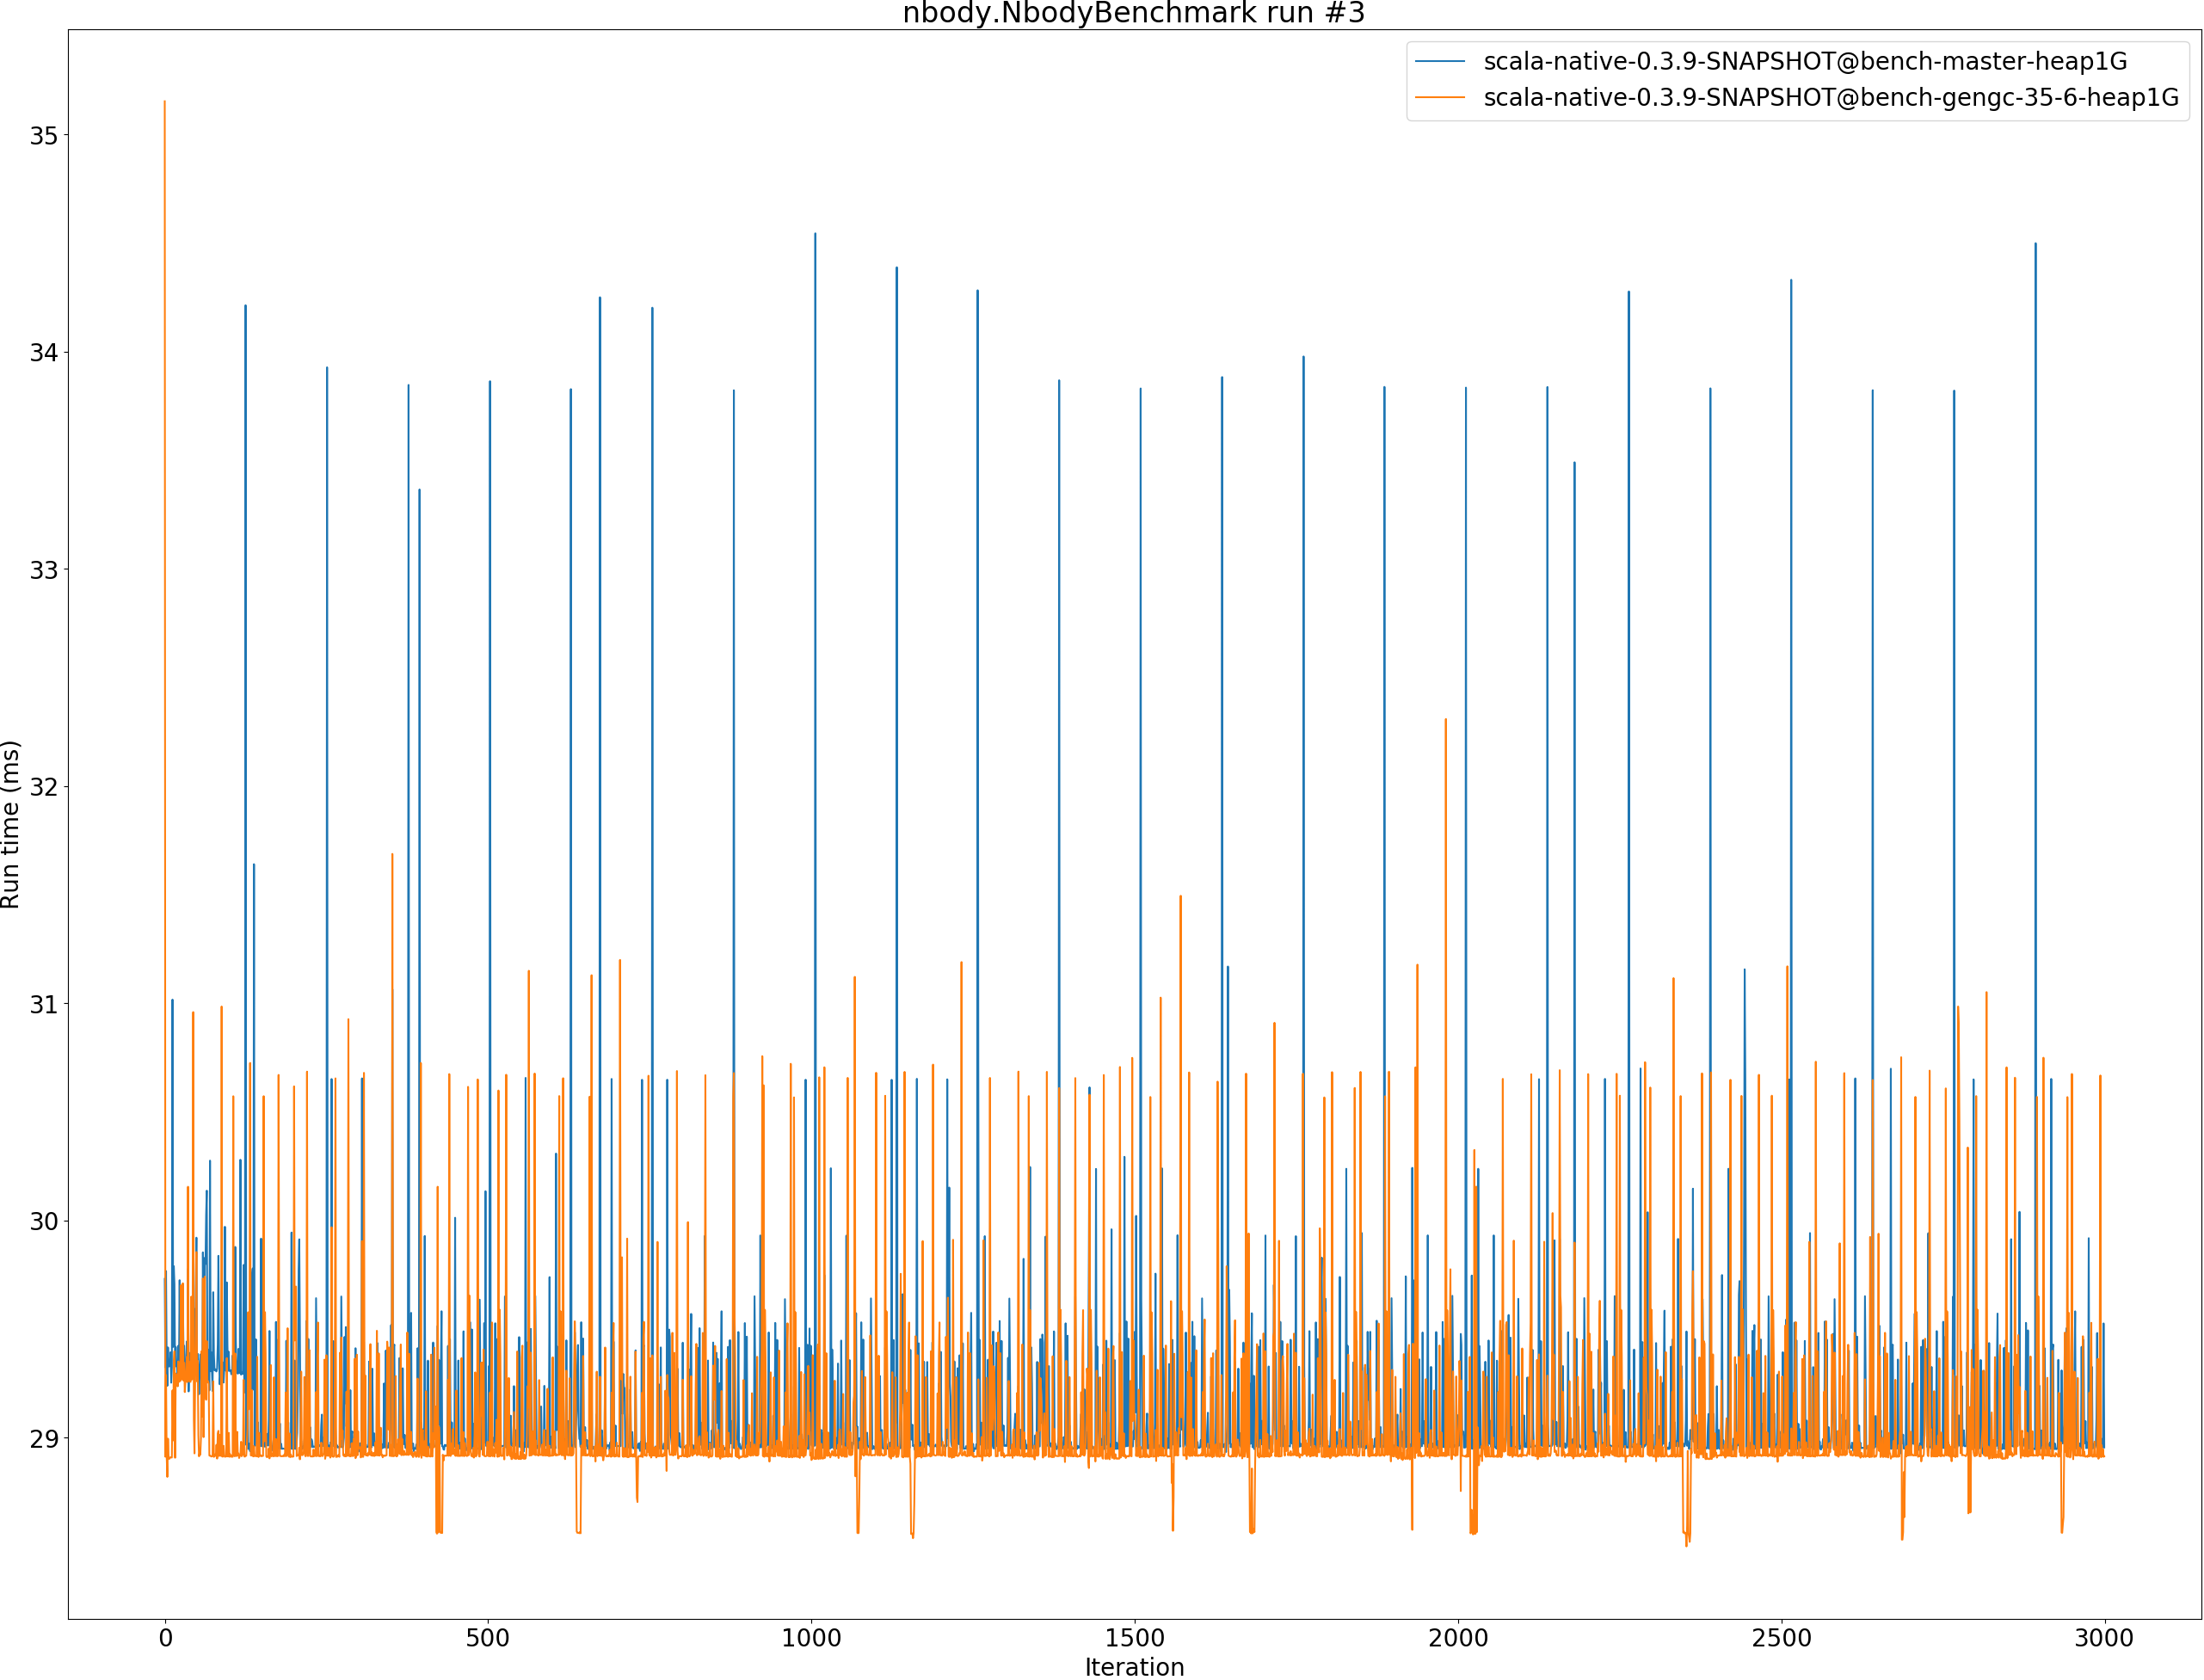 nbody.NbodyBenchmark run #3
scala-native-0.3.9-SNAPSHOT@bench-master-heap1G
scala-native-0.3.9-SNAPSHOT@bench-gengc-35-6-heap1G
Run time (ms)
35
34
33
32
31
30
29
0 500 1000 1500 2000 2500 3000
Iteration